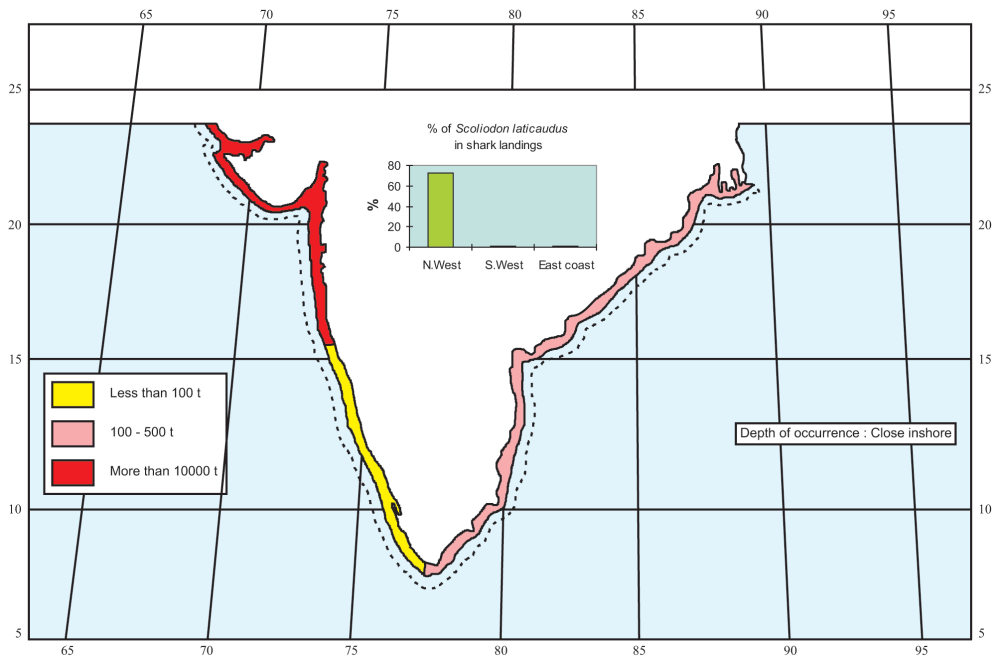 65 70 75 80 85 90 95
25 25
% of Scoliodon laticaudus
in shark landings
80
60
40
20
0
%
N.West S.West East coast
20 20
15 15
Less than 100 t
100 - 500 t
More than 10000 t
Depth of occurrence : Close inshore
10 10
5 5
65 70 75 80 85 90 95